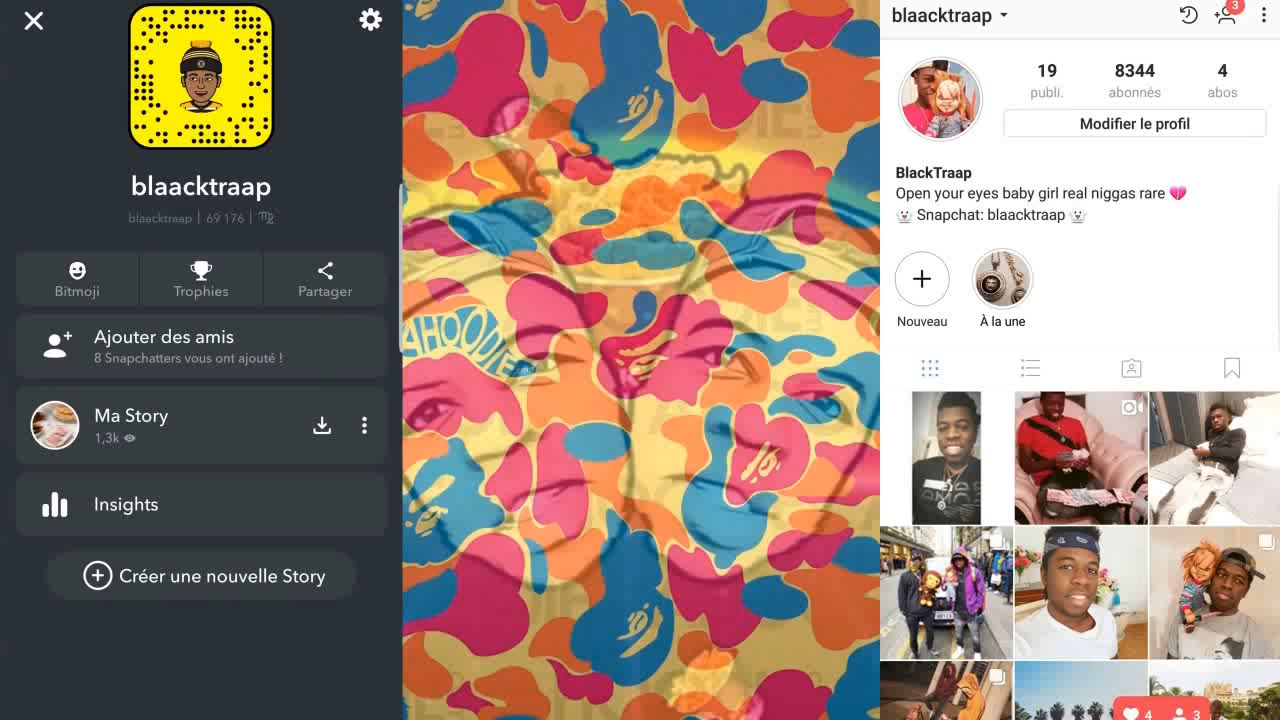 blaacktraap
blaacktraap | 69 176 | ♍
Bitmoji
Trophies
Partager
Ajouter des amis
8 Snapchatters vous ont ajouté !
Ma Story
1,3k
Insights
Créer une nouvelle Story
AHOODIE
blaacktraap
3
19
publi.
8344
abonnés
4
abos
Modifier le profil
BlackTraap
Open your eyes baby girl real niggas rare 💔
👻 Snapchat: blaacktraap 👻
Nouveau
À la une
4
3